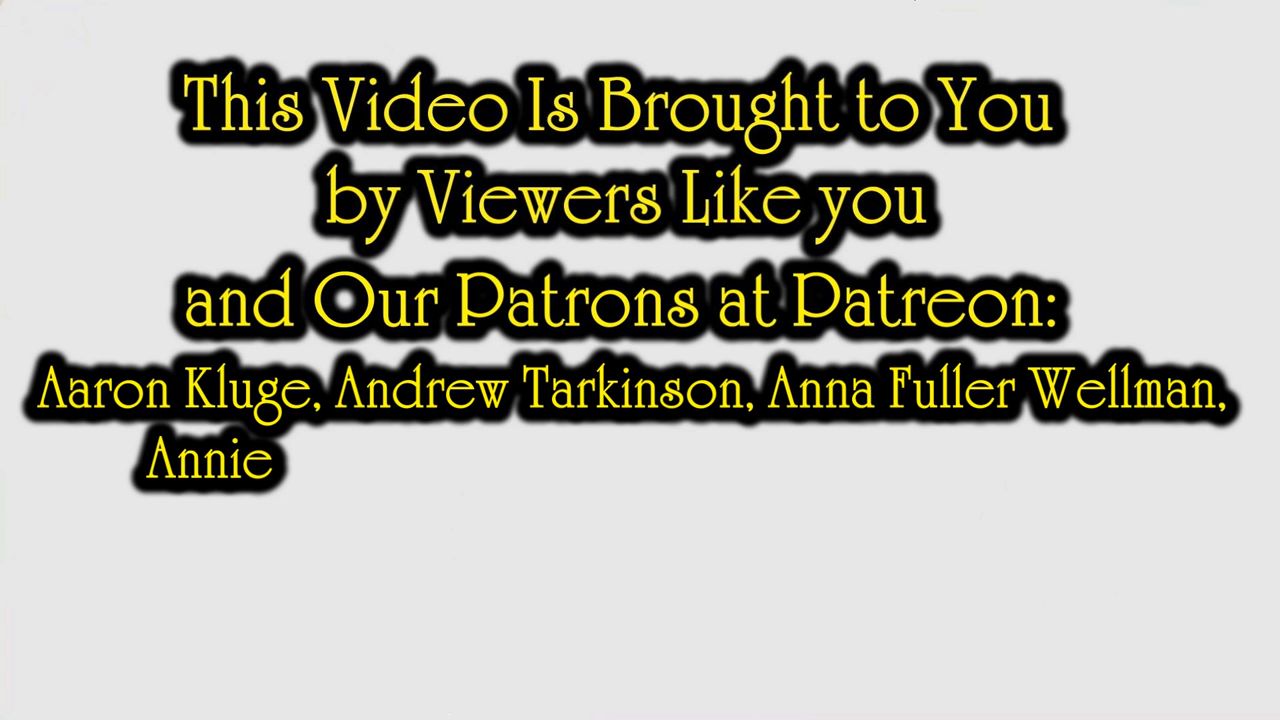 This Video Is Brought to You
by Viewers Like you
and Our Patrons at Patreon:
Aaron Kluge, Andrew Tarkinson, Anna Fuller Wellman,
Annie